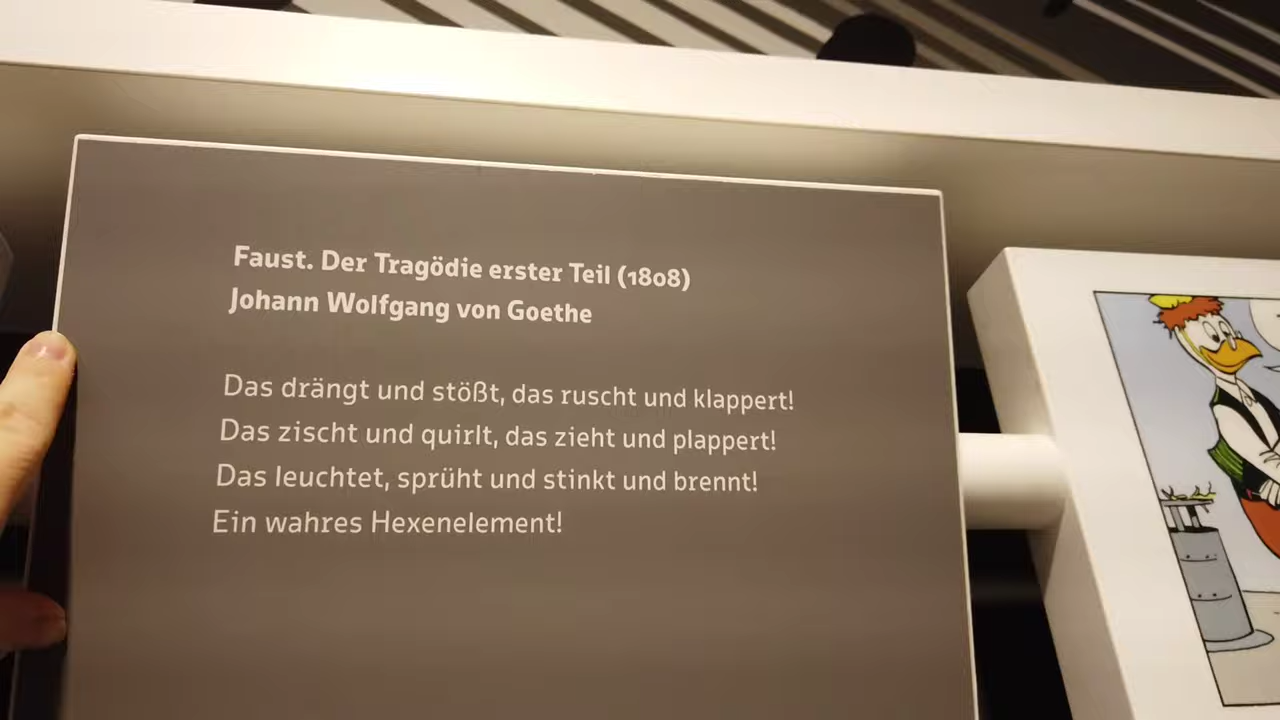 Faust. Der Tragödie erster Teil (1808)
Johann Wolfgang von Goethe
Das drängt und stößt, das ruscht und klappert!
Das zischt und quirlt, das zieht und plappert!
Das leuchtet, sprüht und stinkt und brennt!
Ein wahres Hexenelement!